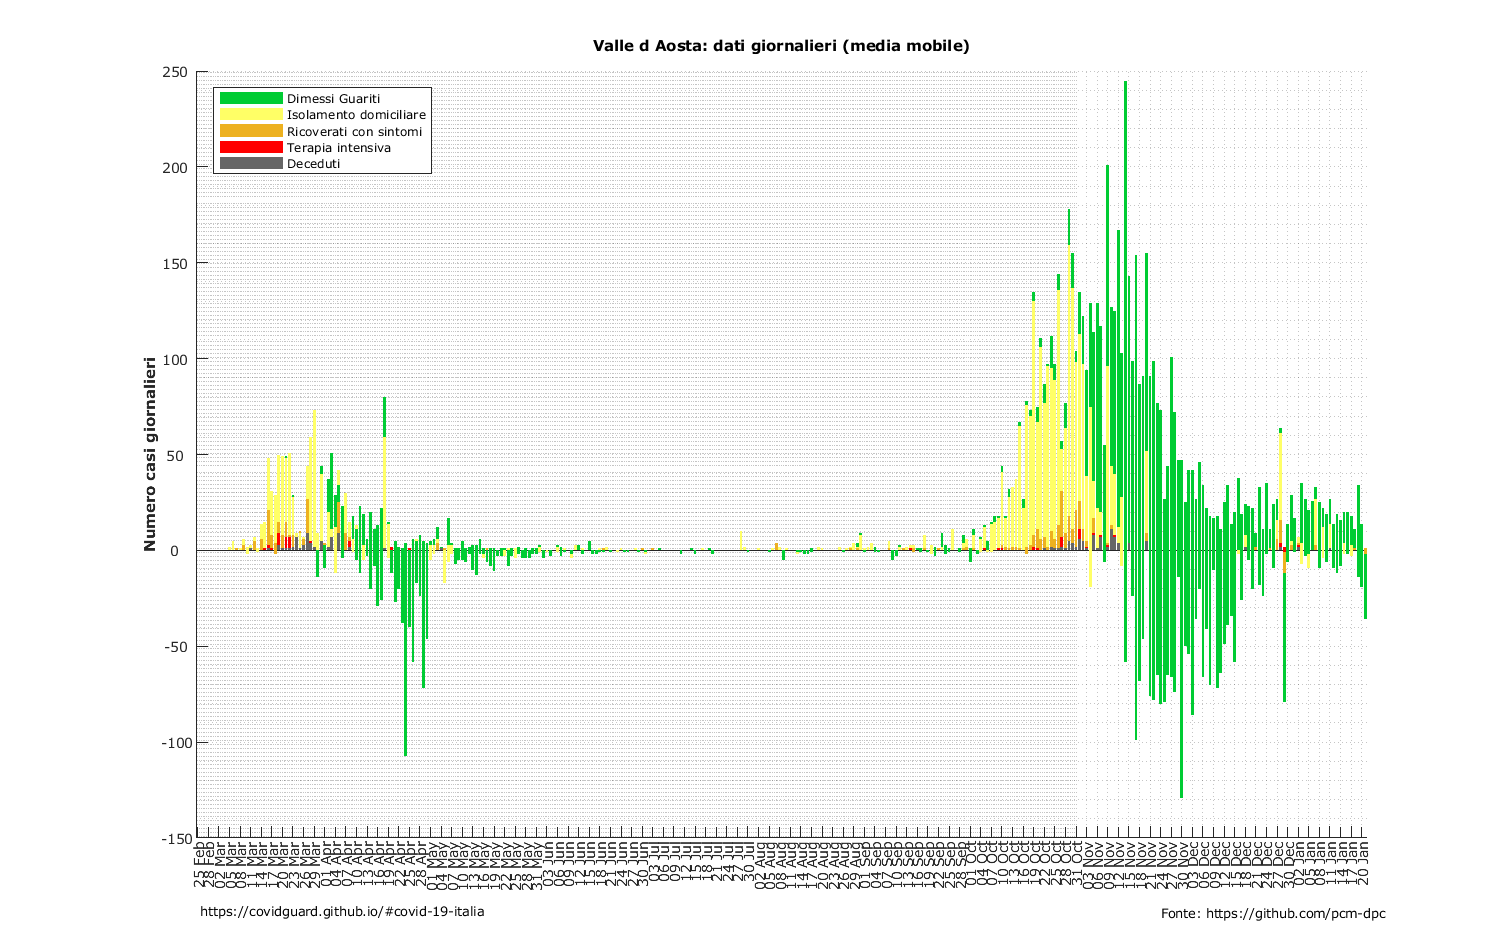 Valle d Aosta: dati giornalieri (media mobile)
250
200
150
100
50
0
-50
-100
-150
Numero casi giornalieri
Dimessi Guariti
Isolamento domiciliare
Ricoverati con sintomi
Terapia intensiva
Deceduti
25 Feb
28 Feb
02 Mar
05 Mar
08 Mar
11 Mar
14 Mar
17 Mar
20 Mar
23 Mar
26 Mar
29 Mar
01 Apr
04 Apr
07 Apr
10 Apr
13 Apr
16 Apr
19 Apr
22 Apr
25 Apr
28 Apr
01 May
04 May
07 May
10 May
13 May
16 May
19 May
22 May
25 May
28 May
31 May
03 Jun
06 Jun
09 Jun
12 Jun
15 Jun
18 Jun
21 Jun
24 Jun
27 Jun
30 Jun
03 Jul
06 Jul
09 Jul
12 Jul
15 Jul
18 Jul
21 Jul
24 Jul
27 Jul
30 Jul
02 Aug
05 Aug
08 Aug
11 Aug
14 Aug
17 Aug
20 Aug
23 Aug
26 Aug
29 Aug
01 Sep
04 Sep
07 Sep
10 Sep
13 Sep
16 Sep
19 Sep
22 Sep
25 Sep
28 Sep
01 Oct
04 Oct
07 Oct
10 Oct
13 Oct
16 Oct
19 Oct
22 Oct
25 Oct
28 Oct
31 Oct
03 Nov
06 Nov
09 Nov
12 Nov
15 Nov
18 Nov
21 Nov
24 Nov
27 Nov
30 Nov
03 Dec
06 Dec
09 Dec
12 Dec
15 Dec
18 Dec
21 Dec
24 Dec
27 Dec
30 Dec
02 Jan
05 Jan
08 Jan
11 Jan
14 Jan
17 Jan
20 Jan
https://covidguard.github.io/#covid-19-italia
Fonte: https://github.com/pcm-dpc